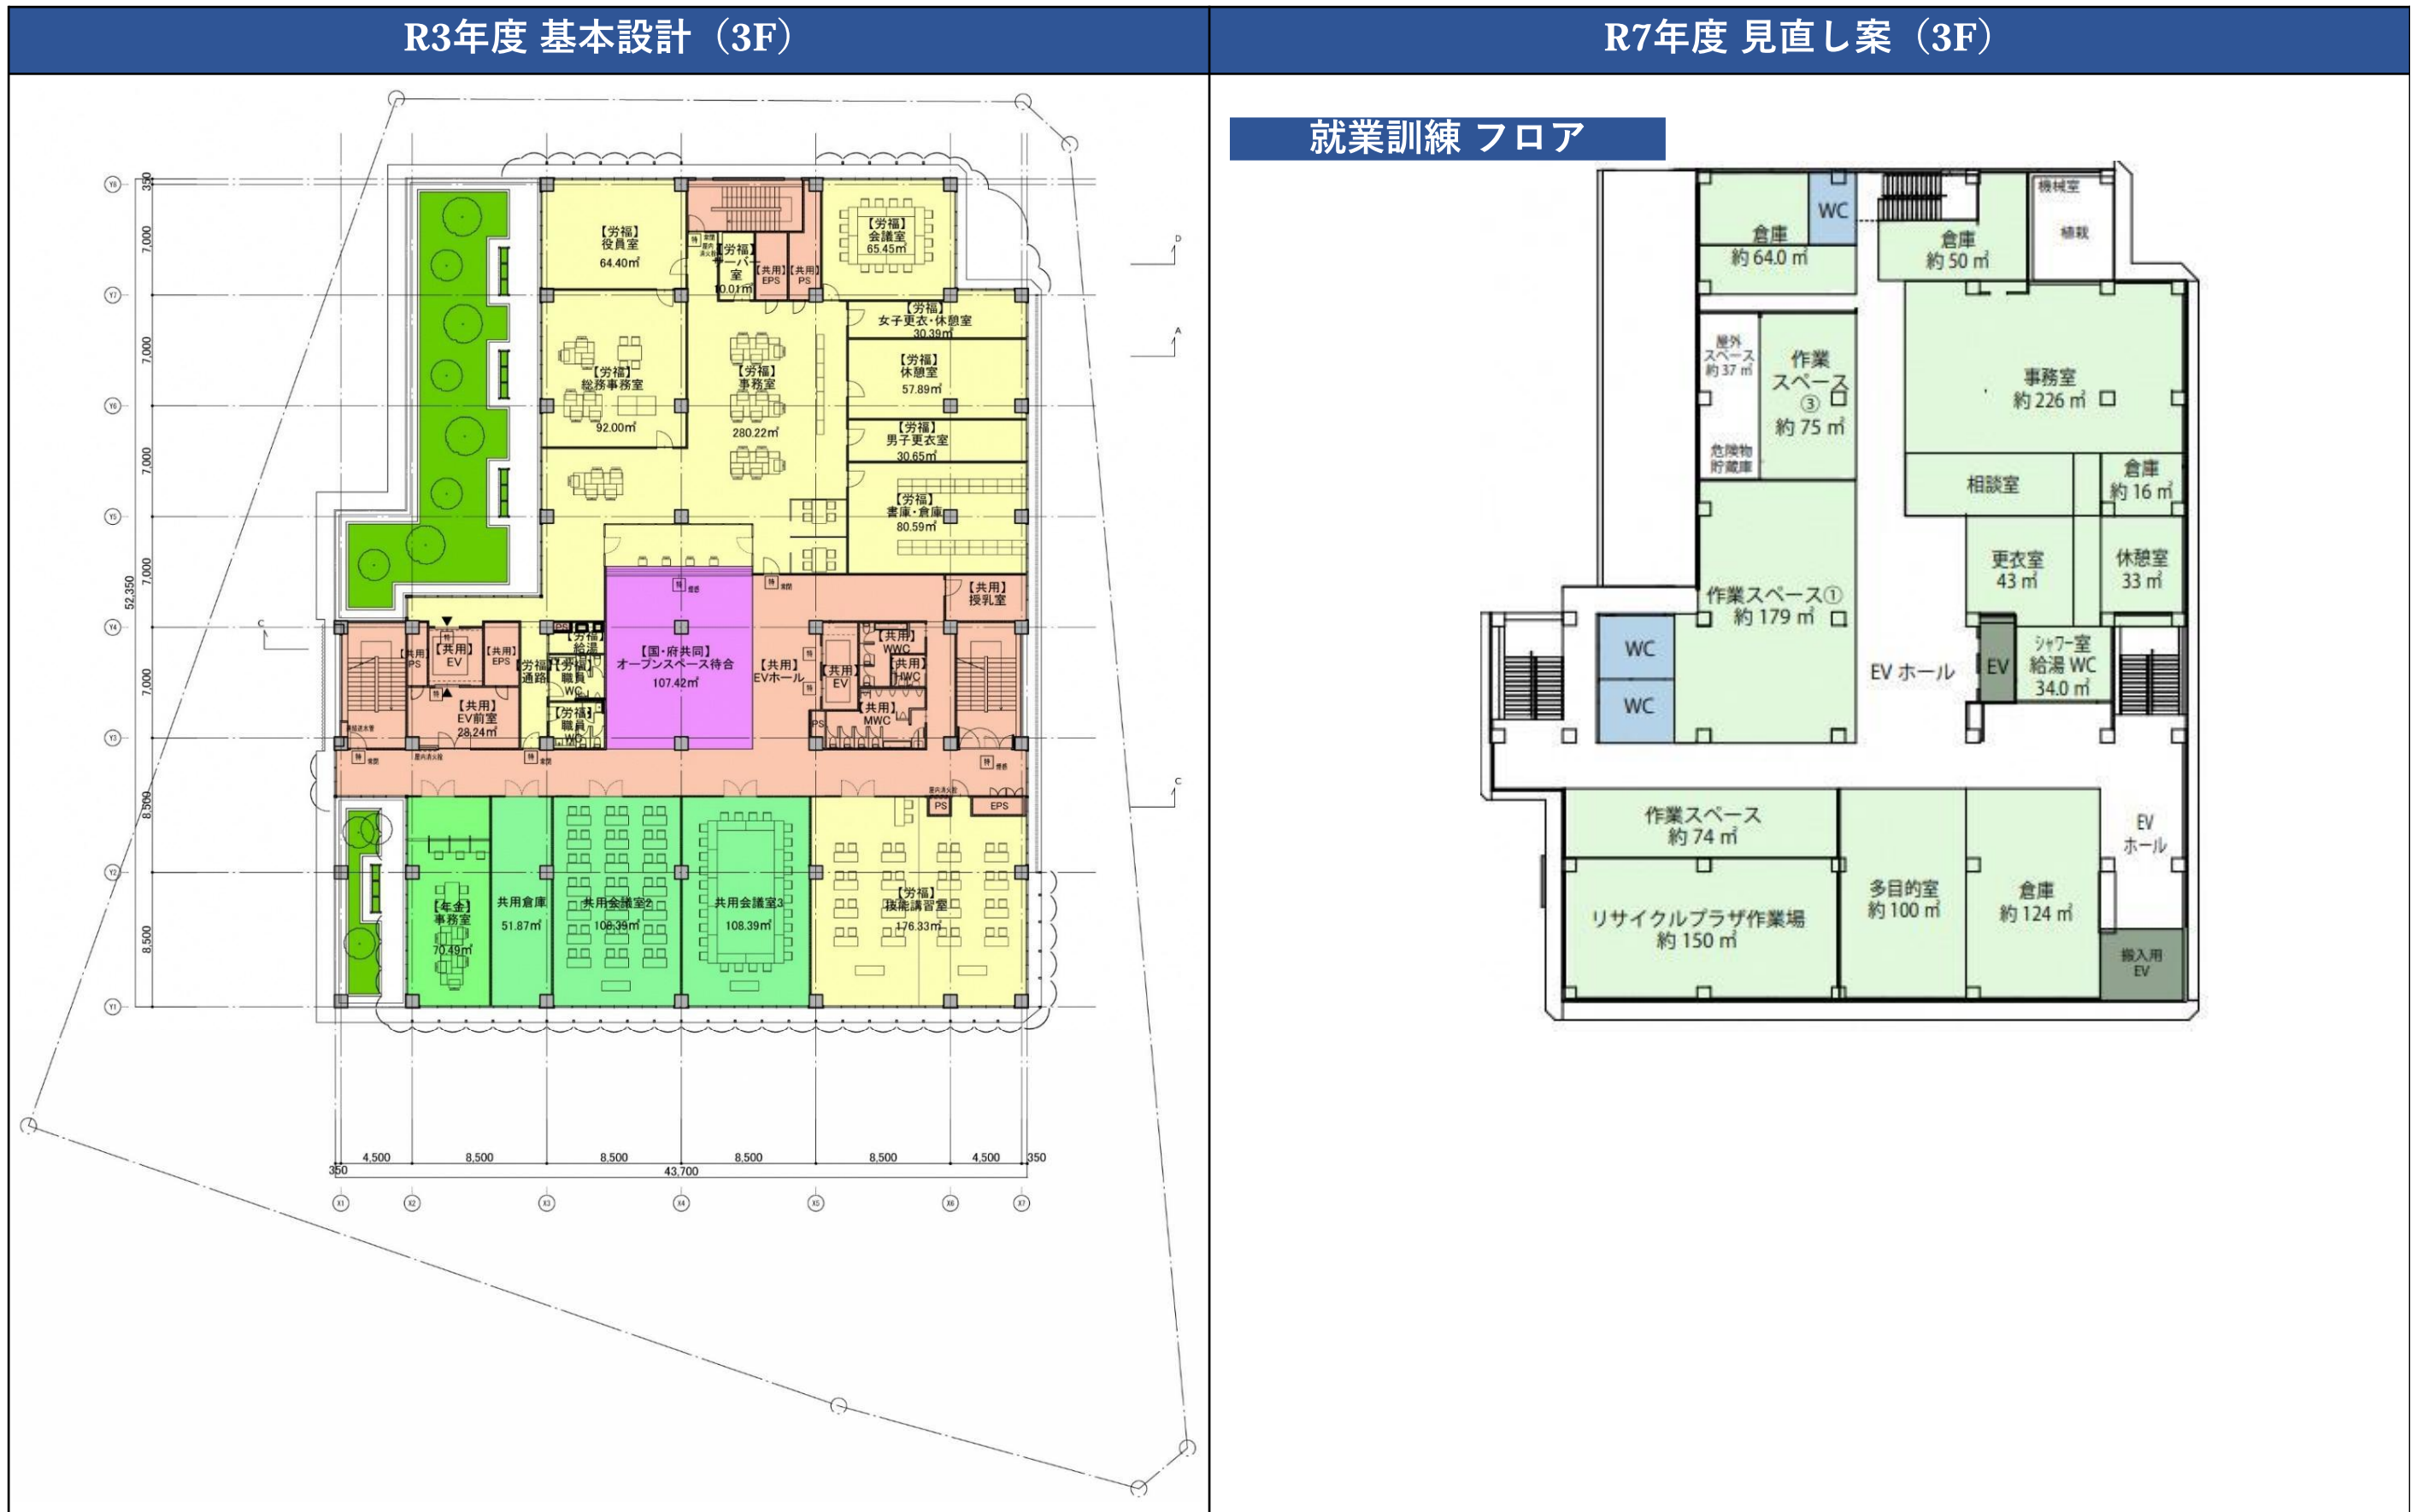 R3年度 基本設計（3F）
R7年度 見直し案（3F）
Y8
Y7
Y6
Y5
Y4
Y3
Y2
Y1
350
7,000
7,000
7,000
7,000
7,000
8,500
8,500
52,350
D
A
C
C
【労福】
役員室
64.40㎡
【労福】
サーバー
室
10.01㎡
【共用】
EPS
【共用】
PS
【労福】
会議室
65.45㎡
【労福】
女子更衣・休憩室
30.39㎡
【労福】
総務事務室
92.00㎡
【労福】
事務室
280.22㎡
【労福】
休憩室
57.89㎡
【労福】
男子更衣室
30.65㎡
【労福】
書庫・倉庫
80.59㎡
【共用】
授乳室
【共用】
PS
【共用】
EV
【共用】
EPS
【労福】
通路
【労福】
給湯
【労福】
職員
WC
【労福】
職員
WC
【共用】
EV前室
28.24㎡
【国・府共同】
オープンスペース待合
107.42㎡
【共用】
EVホール
【共用】
EV
【共用】
WWC
【共用】
HWC
【共用】
MWC
PS
PS
EPS
【年金】
事務室
70.49㎡
共用倉庫
51.87㎡
共用会議室2
108.39㎡
共用会議室3
108.39㎡
【労福】
技能講習室
176.33㎡
350
4,500
8,500
8,500
8,500
8,500
4,500
350
43,700
X1
X2
X3
X4
X5
X6
X7
就業訓練 フロア
倉庫
約 64.0 ㎡
WC
倉庫
約 50 ㎡
機械室
植栽
屋外
スペース
約 37 ㎡
危険物
貯蔵庫
作業
スペース
③
約 75 ㎡
事務室
約 226 ㎡
相談室
倉庫
約 16 ㎡
更衣室
43 ㎡
休憩室
33 ㎡
作業スペース①
約 179 ㎡
WC
WC
EV ホール
EV
シャワー室
給湯 WC
34.0 ㎡
作業スペース
約 74 ㎡
リサイクルプラザ作業場
約 150 ㎡
多目的室
約 100 ㎡
倉庫
約 124 ㎡
EV
ホール
搬入用
EV